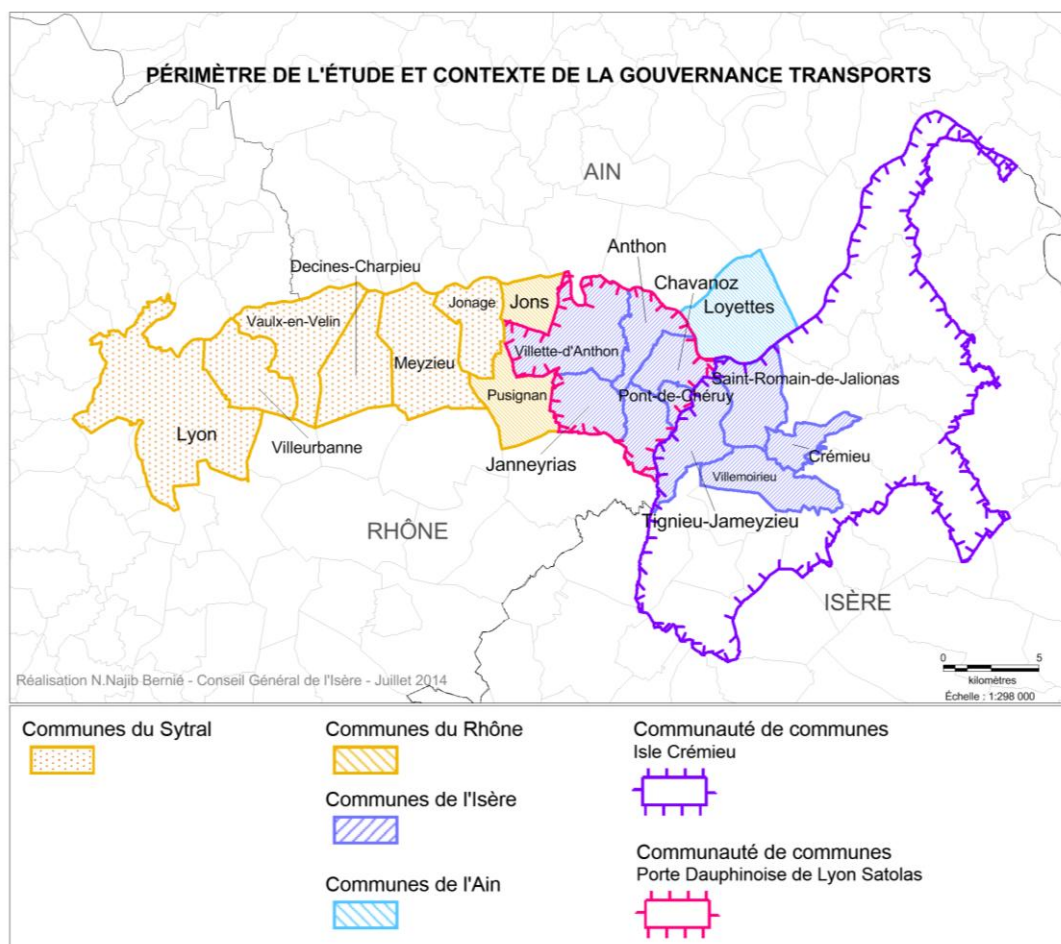 PÉRIMÈTRE DE L'ÉTUDE ET CONTEXTE DE LA GOUVERNANCE TRANSPORTS
AIN
Anthon
Decines-Charpieu
Chavanoz
Jonage
Jons
Loyettes
Vaulx-en-Velin
Villette-d'Anthon
Meyzieu
Saint-Romain-de-Jalionas
Pusignan
Pont-de-Chéruy
Lyon
Villeurbanne
Janneyrias
Crémieu
Villemoirieu
Tignieu-Jameyzieu
RHÔNE
ISÈRE
0 5
kilomètres
Échelle : 1:298 000
Réalisation N.Najib Bernié - Conseil Général de l'Isère - Juillet 2014
Communes du Sytral
Communes du Rhône
Communes de l'Isère
Communes de l'Ain
Communauté de communes
Isle Crémieu
Communauté de communes
Porte Dauphinoise de Lyon Satolas